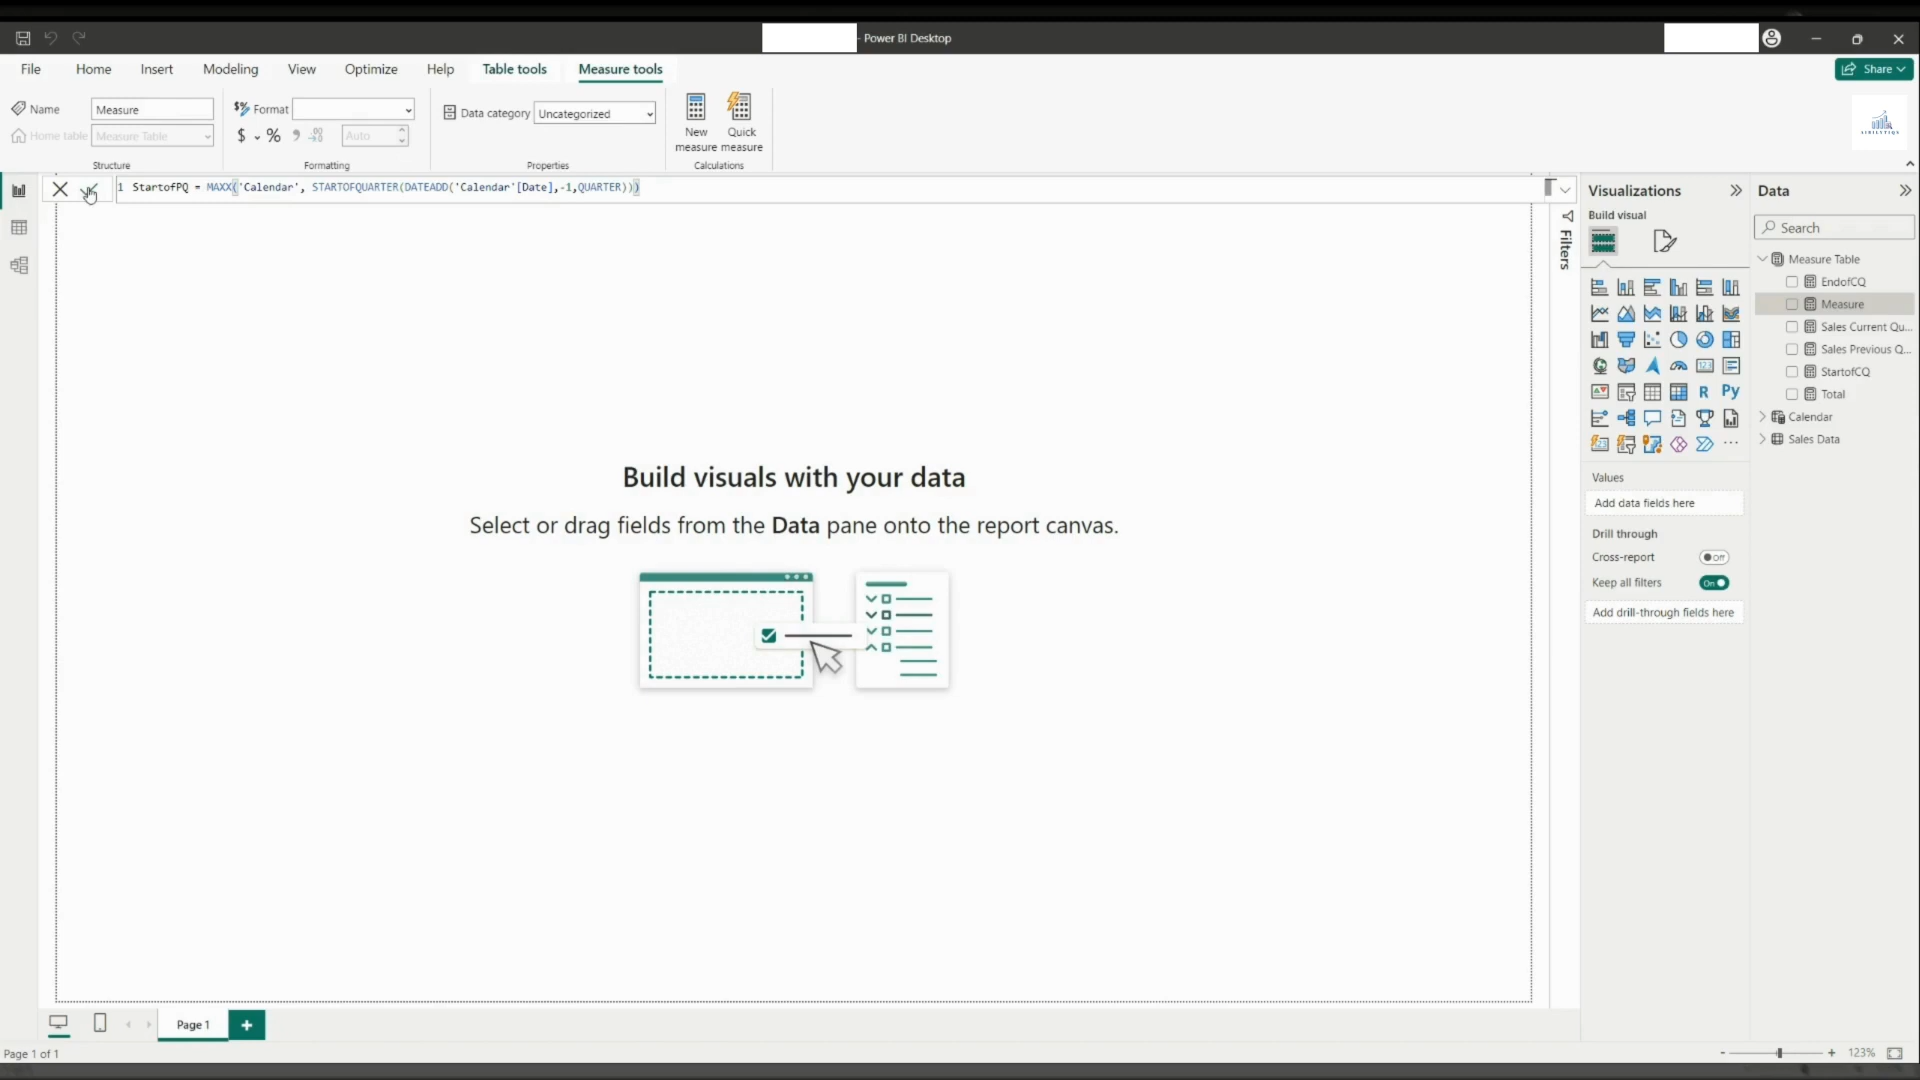 - Power BI Desktop
File Home Insert Modeling View Optimize Help Table tools Measure tools Share
Name Measure
Home table Measure Table
Structure
$% Format
$ % Auto
Formatting
Data category Uncategorized
Properties
New measure
Quick measure
Calculations
1 StartofPQ = MAXX('Calendar', STARTOFQUARTER(DATEADD('Calendar'[Date],-1,QUARTER)))
Build visuals with your data
Select or drag fields from the Data pane onto the report canvas.
Filters
Visualizations
Build visual
123
R Py
123
Values
Add data fields here
Drill through
Cross-report Off
Keep all filters On
Add drill-through fields here
Data
Search
Measure Table
EndofCQ
Measure
Sales Current Qu...
Sales Previous Q...
StartofCQ
Total
Calendar
Sales Data
Page 1 +
Page 1 of 1
- + 123%